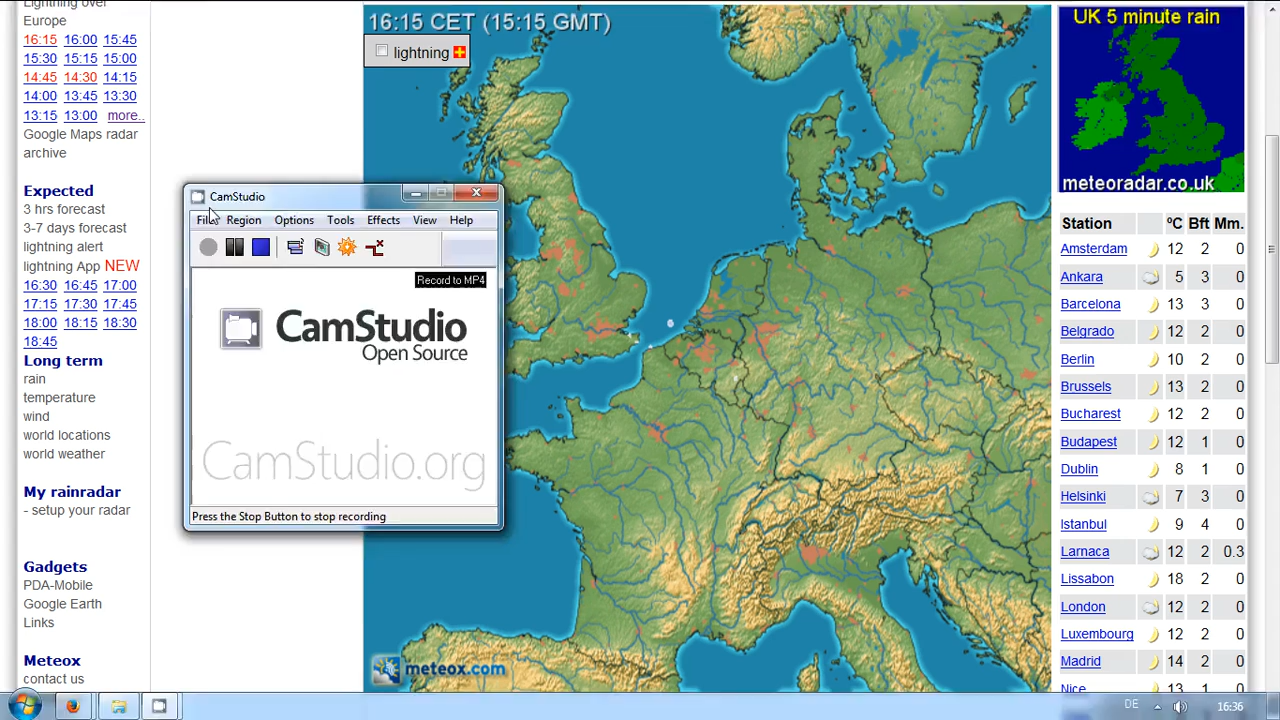 Lightning over
Europe
16:15 16:00 15:45
15:30 15:15 15:00
14:45 14:30 14:15
14:00 13:45 13:30
13:15 13:00 more..
Google Maps radar
archive
Expected
3 hrs forecast
3-7 days forecast
lightning alert
lightning App NEW
16:30 16:45 17:00
17:15 17:30 17:45
18:00 18:15 18:30
18:45
Long term
rain
temperature
wind
world locations
world weather
My rainradar
- setup your radar
Gadgets
PDA-Mobile
Google Earth
Links
Meteox
contact us
16:15 CET (15:15 GMT)
lightning
CamStudio
File Region Options Tools Effects View Help
Record to MP4
CamStudio
Open Source
CamStudio.org
Press the Stop Button to stop recording
meteox.com
UK 5 minute rain
meteoradar.co.uk
Station ºC Bft Mm.
Amsterdam 12 2 0
Ankara 5 3 0
Barcelona 13 3 0
Belgrado 12 2 0
Berlin 10 2 0
Brussels 13 2 0
Bucharest 12 2 0
Budapest 12 1 0
Dublin 8 1 0
Helsinki 7 3 0
Istanbul 9 4 0
Larnaca 12 2 0.3
Lissabon 18 2 0
London 12 2 0
Luxembourg 12 2 0
Madrid 14 2 0
Nice 13 1 0
DE 16:36